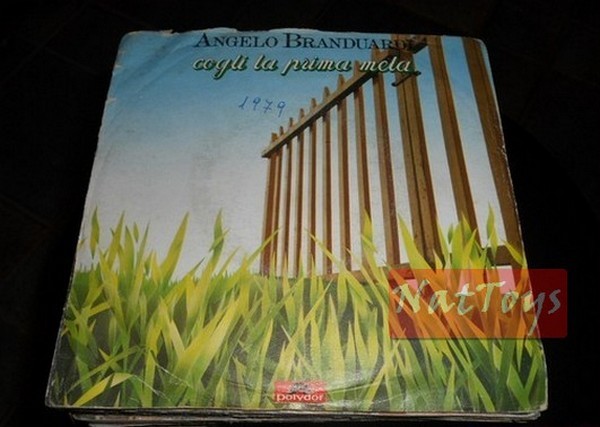 ANGELO BRANDUARDI
cogli la prima mela
1979
NatToys
polydor